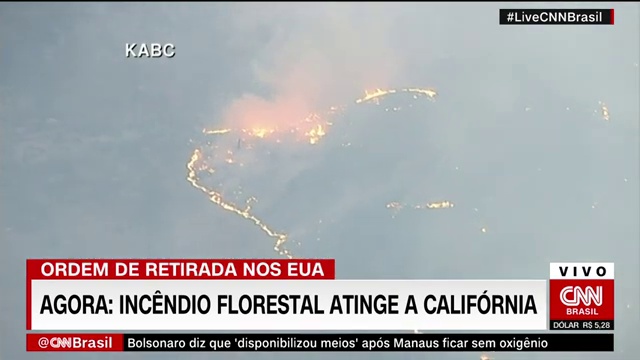 #LiveCNNBrasil
KABC
ORDEM DE RETIRADA NOS EUA
AGORA: INCÊNDIO FLORESTAL ATINGE A CALIFÓRNIA
VIVO
CNN
BRASIL
DÓLAR R$ 5,28
@CNNBrasil Bolsonaro diz que 'disponibilizou meios' após Manaus ficar sem oxigênio